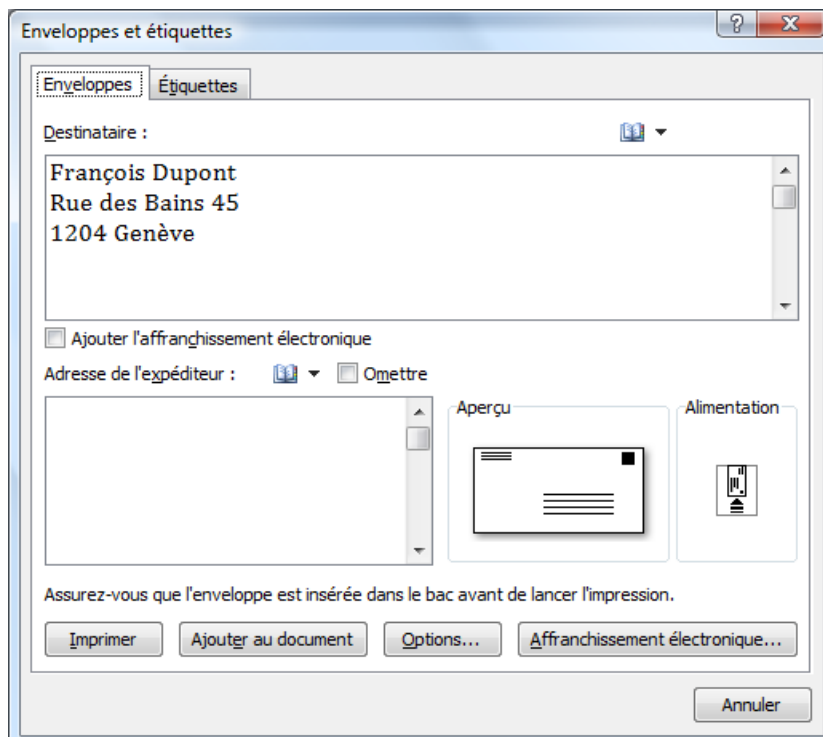 Enveloppes et étiquettes
Enveloppes
Étiquettes
Destinataire :
François Dupont
Rue des Bains 45
1204 Genève
Ajouter l'affranchissement électronique
Adresse de l'expéditeur :
Omettre
Aperçu
Alimentation
Assurez-vous que l'enveloppe est insérée dans le bac avant de lancer l'impression.
Imprimer
Ajouter au document
Options...
Affranchissement électronique...
Annuler